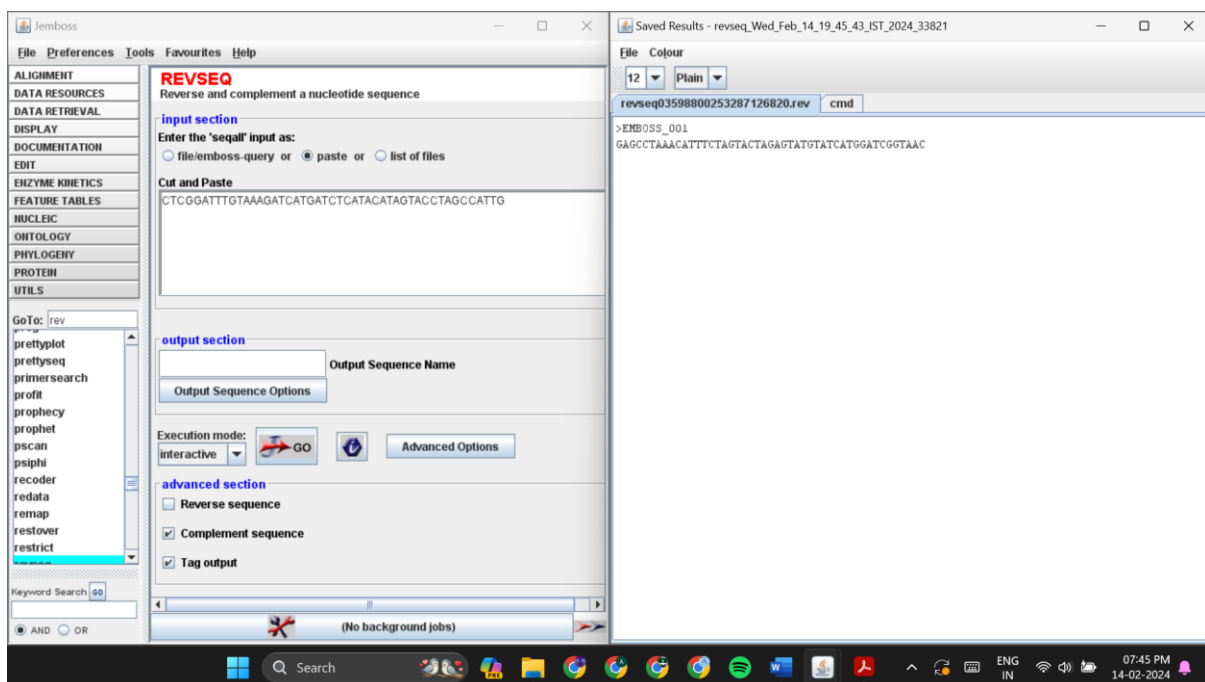 Jemboss
File Preferences Tools Favourites Help
ALIGNMENT
DATA RESOURCES
DATA RETRIEVAL
DISPLAY
DOCUMENTATION
EDIT
ENZYME KINETICS
FEATURE TABLES
NUCLEIC
ONTOLOGY
PHYLOGENY
PROTEIN
UTILS
GoTo: rev
prettyplot
prettyseq
primersearch
profit
prophecy
prophet
pscan
psiphi
recoder
redata
remap
restover
restrict
Keyword Search GO
AND OR
REVSEQ
Reverse and complement a nucleotide sequence
input section
Enter the 'seqall' input as:
file/emboss-query or paste or list of files
Cut and Paste
CTCGGATTTGTAAAGATCATGATCTCATACATAGTACCTAGCCATTG
output section
Output Sequence Name
Output Sequence Options
Execution mode:
interactive
GO
Advanced Options
advanced section
Reverse sequence
Complement sequence
Tag output
(No background jobs)
Saved Results - revseq_Wed_Feb_14_19_45_43_IST_2024_33821
File Colour
12 Plain
revseq03598800253287126820.rev cmd
>EMBOSS_001
GAGCCTAAACATTTCTAGTACTAGAGTATGTATCATGGATCGGTAAC
Search
PRE
ENG
IN
07:45 PM
14-02-2024